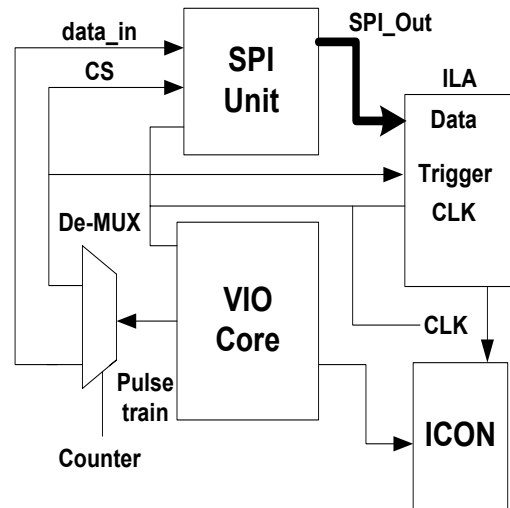 data_in
SPI_Out
CS
SPI
Unit
ILA
Data
Trigger
CLK
De-MUX
VIO
Core
CLK
Pulse
train
ICON
Counter